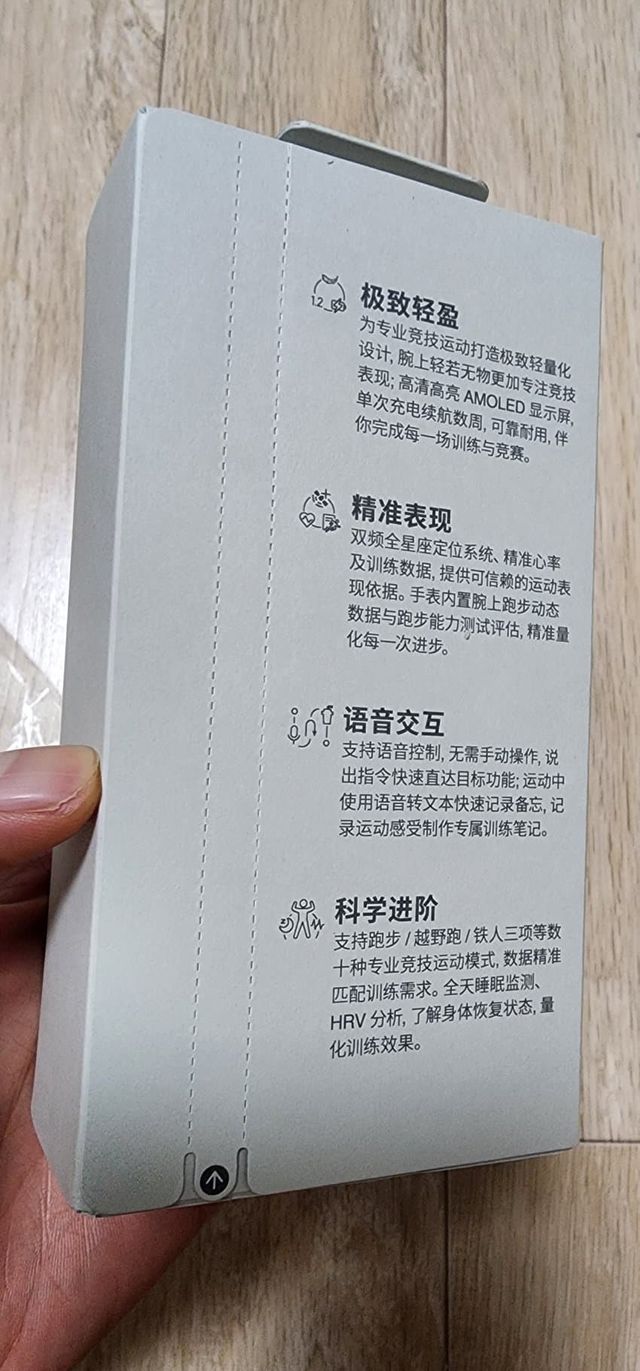 1.2
极致轻盈
为专业竞技运动打造极致轻量化
设计, 腕上轻若无物更加专注竞技
表现; 高清高亮 AMOLED 显示屏,
单次充电续航数周, 可靠耐用, 伴
你完成每一场训练与竞赛。
精准表现
双频全星座定位系统、精准心率
及训练数据, 提供可信赖的运动表
现依据。手表内置腕上跑步动态
数据与跑步能力测试评估, 精准量
化每一次进步。
语音交互
支持语音控制, 无需手动操作, 说
出指令快速直达目标功能; 运动中
使用语音转文本快速记录备忘, 记
录运动感受制作专属训练笔记。
科学进阶
支持跑步 / 越野跑 / 铁人三项等数
十种专业竞技运动模式, 数据精准
匹配训练需求。全天睡眠监测、
HRV 分析, 了解身体恢复状态, 量
化训练效果。